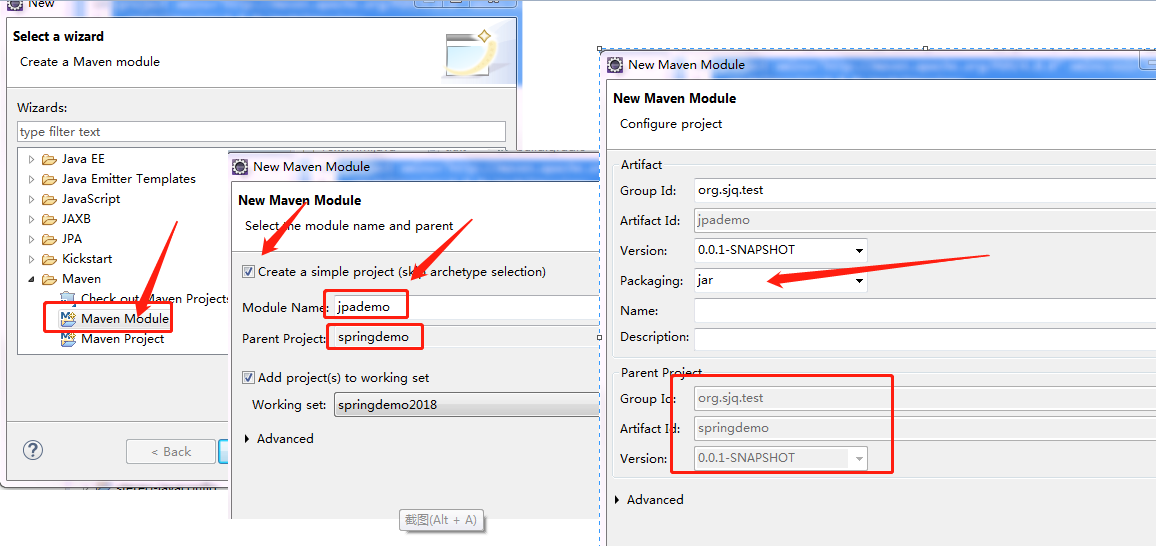 New
Select a wizard
Create a Maven module
Wizards:
type filter text
Java EE
Java Emitter Templates
JavaScript
JAXB
JPA
Kickstart
Maven
Check out Maven Projects
Maven Module
Maven Project
< Back
New Maven Module
New Maven Module
Select the module name and parent
Create a simple project (skip archetype selection)
Module Name: jpademo
Parent Project: springdemo
Add project(s) to working set
Working set: springdemo2018
Advanced
截图(Alt + A)
New Maven Module
New Maven Module
Configure project
Artifact
Group Id: org.sjq.test
Artifact Id: jpademo
Version: 0.0.1-SNAPSHOT
Packaging: jar
Name:
Description:
Parent Project
Group Id: org.sjq.test
Artifact Id: springdemo
Version: 0.0.1-SNAPSHOT
Advanced